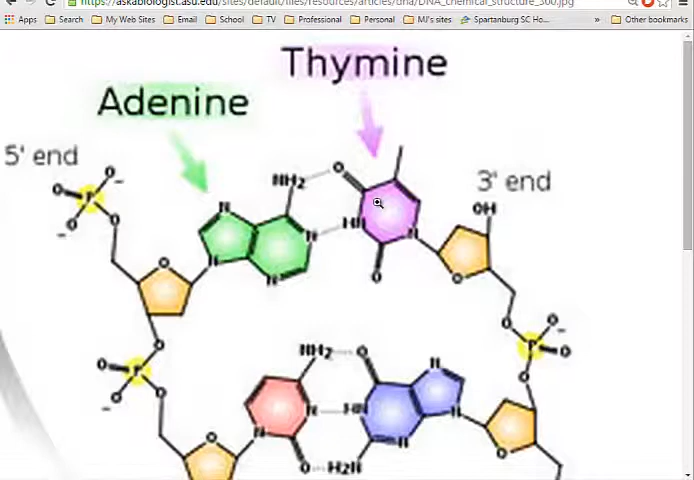 https://askabiologist.asu.edu/sites/default/files/resources/articles/dna/DNA_chemical_structure_300.jpg
Apps Search My Web Sites Email School TV Professional Personal MJ's sites Spartanburg SC Ho... » Other bookmarks
Thymine
Adenine
5' end
3' end
P O O O − −
NH2 O
OH
N N HN
N N N
O O O
O P O −
O
P O O O −
NH2 O N
N HN N
N N
O O
O H2N